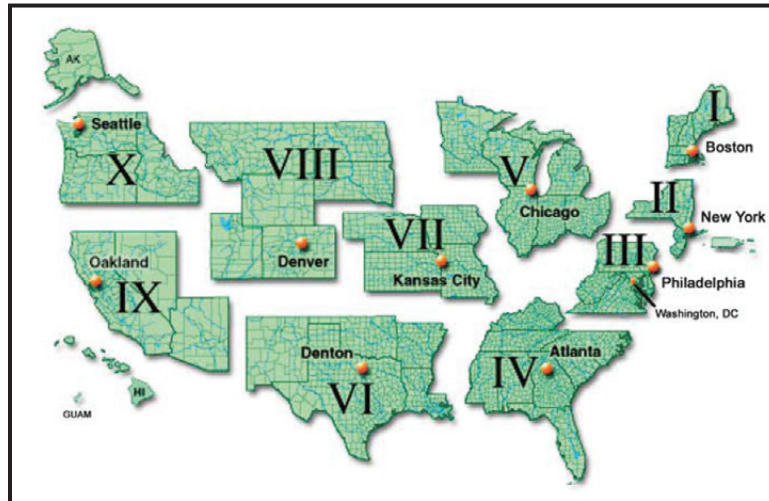 AK
Seattle
X
VIII
V
I
Boston
II
New York
Chicago
VII
III
Oakland
Denver
Kansas City
Philadelphia
IX
Washington, DC
Denton
IV
Atlanta
VI
HI
GUAM